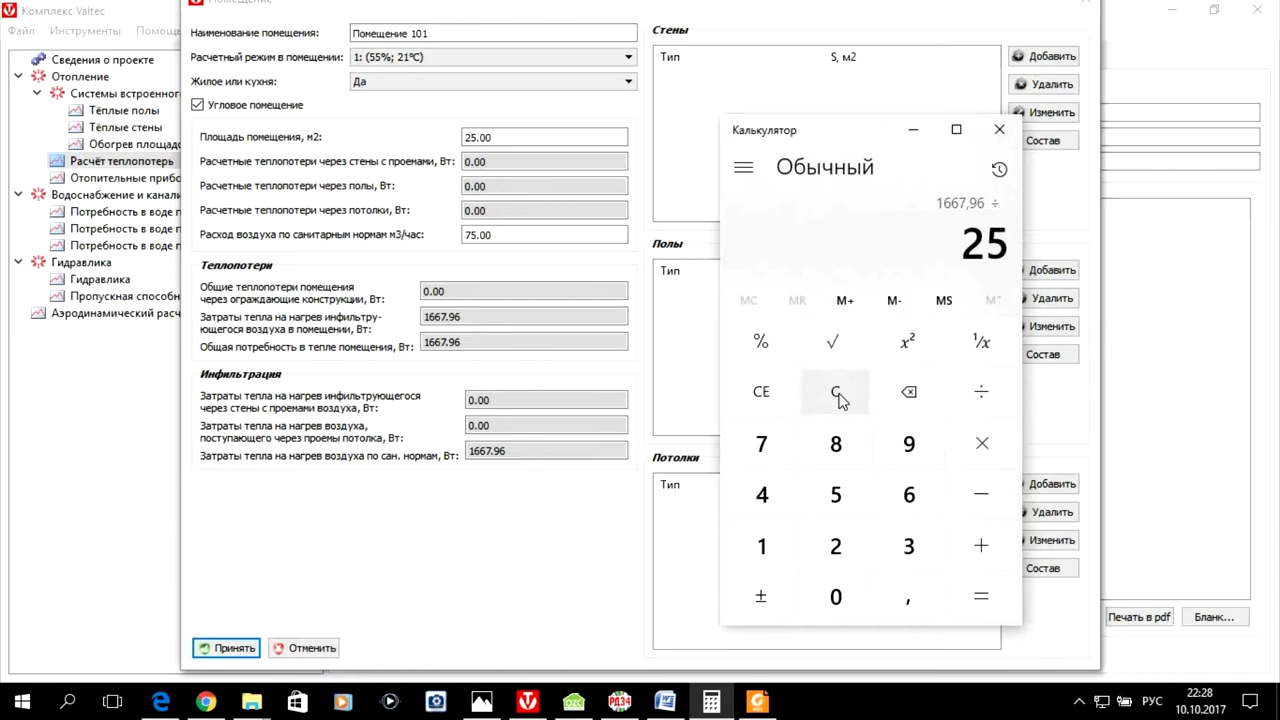 Комплекс Valtec
Файл Инструменты Помощь
Сведения о проекте
Отопление
Системы встроенного
Тёплые полы
Тёплые стены
Обогрев площадо
Расчёт теплопотерь
Отопительные прибо
Водоснабжение и канали
Потребность в воде п
Потребность в воде п
Потребность в воде п
Гидравлика
Гидравлика
Пропускная способн
Аэродинамический расч
Помещение
Наименование помещения: Помещение 101
Расчетный режим в помещении: 1: (55%; 21°C)
Жилое или кухня: Да
Угловое помещение
Площадь помещения, м2: 25.00
Расчетные теплопотери через стены с проемами, Вт: 0.00
Расчетные теплопотери через полы, Вт: 0.00
Расчетные теплопотери через потолки, Вт: 0.00
Расход воздуха по санитарным нормам м3/час: 75.00
Теплопотери
Общие теплопотери помещения
через ограждающие конструкции, Вт: 0.00
Затраты тепла на нагрев инфильтру-
ющегося воздуха в помещении, Вт: 1667.96
Общая потребность в тепле помещения, Вт: 1667.96
Инфильтрация
Затраты тепла на нагрев инфильтрующегося
через стены с проемами воздуха, Вт: 0.00
Затраты тепла на нагрев воздуха,
поступающего через проемы потолка, Вт: 0.00
Затраты тепла на нагрев воздуха по сан. нормам, Вт: 1667.96
Принять Отменить
Стены
Тип S, м2
Добавить
Удалить
Изменить
Состав
Полы
Тип
Добавить
Удалить
Изменить
Состав
Потолки
Тип
Добавить
Удалить
Изменить
Состав
Калькулятор
Обычный
1667,96 ÷
25
MC MR M+ M- MS M˅
% √ x² ¹/x
CE C ÷
7 8 9 ×
4 5 6 −
1 2 3 +
± 0 , =
Печать в pdf Бланк...
РД34
РУС
22:28
10.10.2017